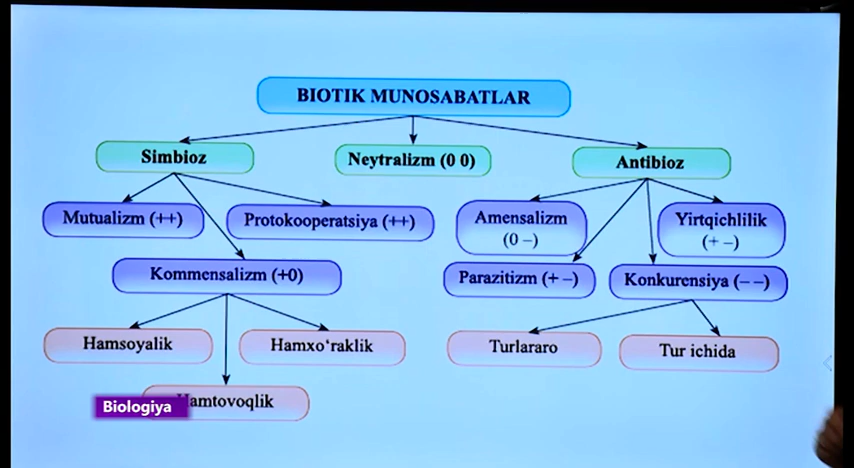 BIOTIK MUNOSABATLAR
Simbioz
Neytralizm (0 0)
Antibioz
Mutualizm (++)
Protokooperatsiya (++)
Amensalizm
(0 –)
Yirtqichlilik
(+ –)
Kommensalizm (+0)
Parazitizm (+ –)
Konkurensiya (– –)
Hamsoyalik
Hamxo‘raklik
Turlararo
Tur ichida
Hamtovoqlik
Biologiya